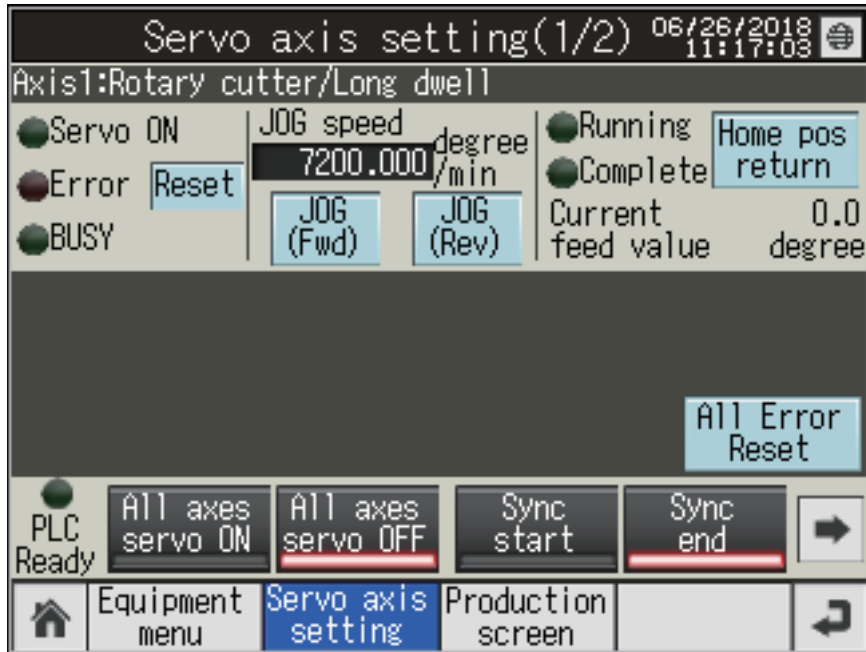 Servo axis setting(1/2) 06/26/2018
11:17:03
Axis1:Rotary cutter/Long dwell
Servo ON
Error
Reset
BUSY
JOG speed
7200.000
degree
/min
JOG
(Fwd)
JOG
(Rev)
Running
Complete
Home pos
return
Current
feed value
0.0
degree
All Error
Reset
PLC
Ready
All axes
servo ON
All axes
servo OFF
Sync
start
Sync
end
Equipment
menu
Servo axis
setting
Production
screen